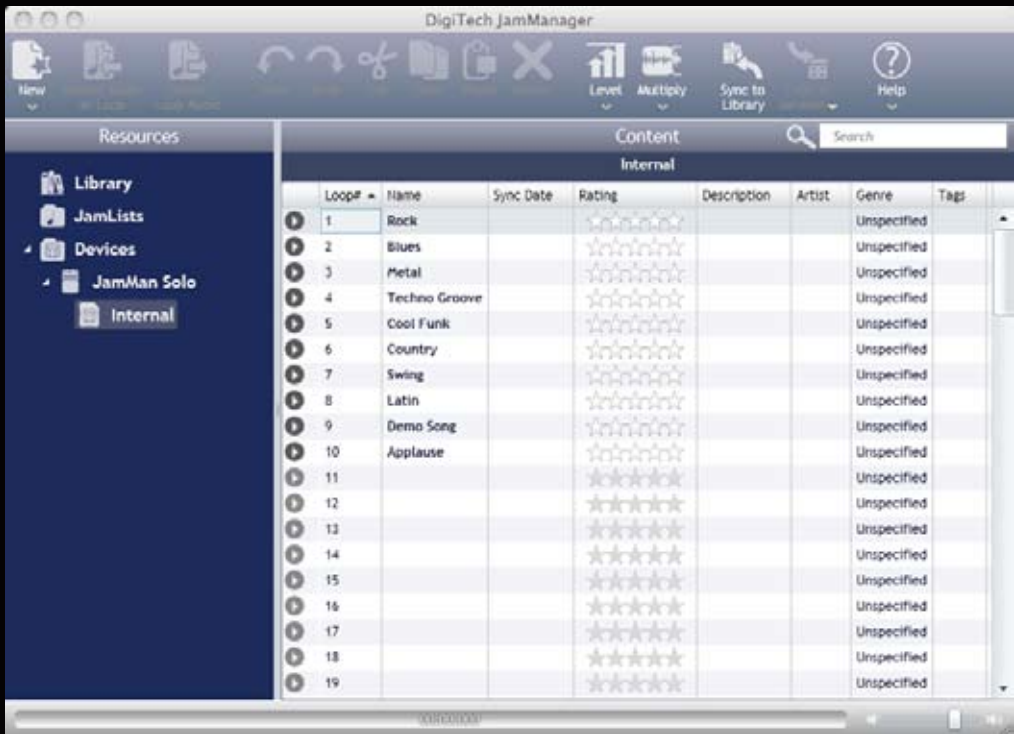 DigiTech JamManager
New
Level Multiply Sync to Library Help
Resources
Content
Search
Internal
Library
JamLists
Devices
JamMan Solo
Internal
Loop# Name Sync Date Rating Description Artist Genre Tags
1 Rock Unspecified
2 Blues Unspecified
3 Metal Unspecified
4 Techno Groove Unspecified
5 Cool Funk Unspecified
6 Country Unspecified
7 Swing Unspecified
8 Latin Unspecified
9 Demo Song Unspecified
10 Applause Unspecified
11 Unspecified
12 Unspecified
13 Unspecified
14 Unspecified
15 Unspecified
16 Unspecified
17 Unspecified
18 Unspecified
19 Unspecified